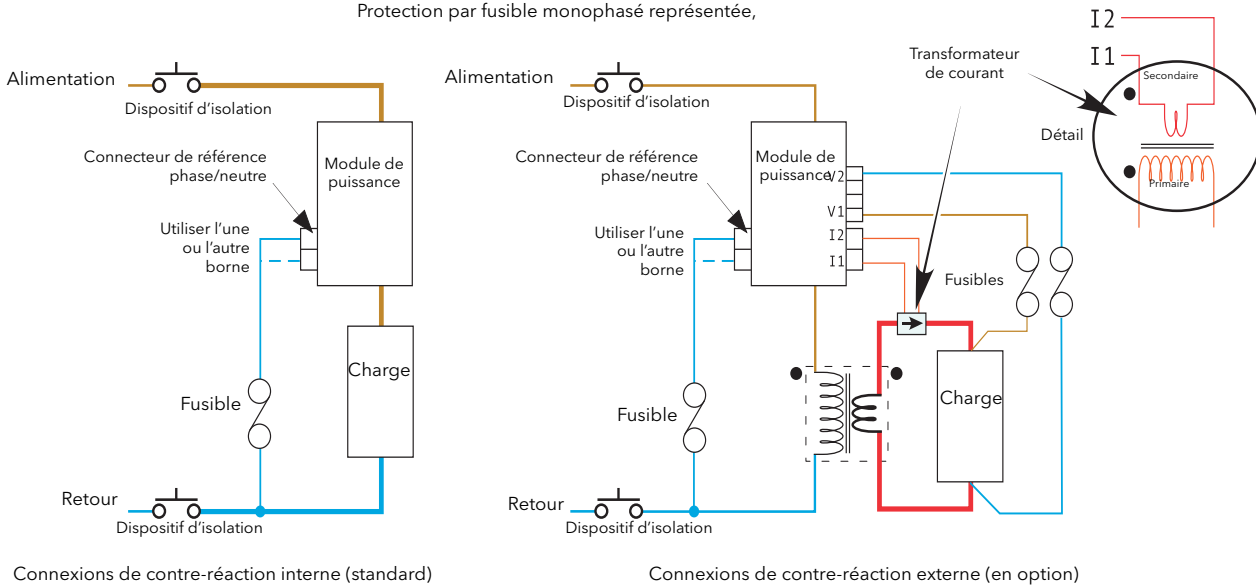 Protection par fusible monophasé représentée,
Alimentation
Dispositif d'isolation
Connecteur de référence
phase/neutre
Module de
puissance
Utiliser l'une
ou l'autre
borne
Charge
Fusible
Retour
Dispositif d'isolation
Connexions de contre-réaction interne (standard)
Alimentation
Dispositif d'isolation
Connecteur de référence
phase/neutre
Module de
puissance
V2
V1
I2
I1
Utiliser l'une
ou l'autre
borne
Fusibles
Charge
Fusible
Retour
Dispositif d'isolation
Connexions de contre-réaction externe (en option)
Transformateur
de courant
I2
I1
Secondaire
Détail
Primaire